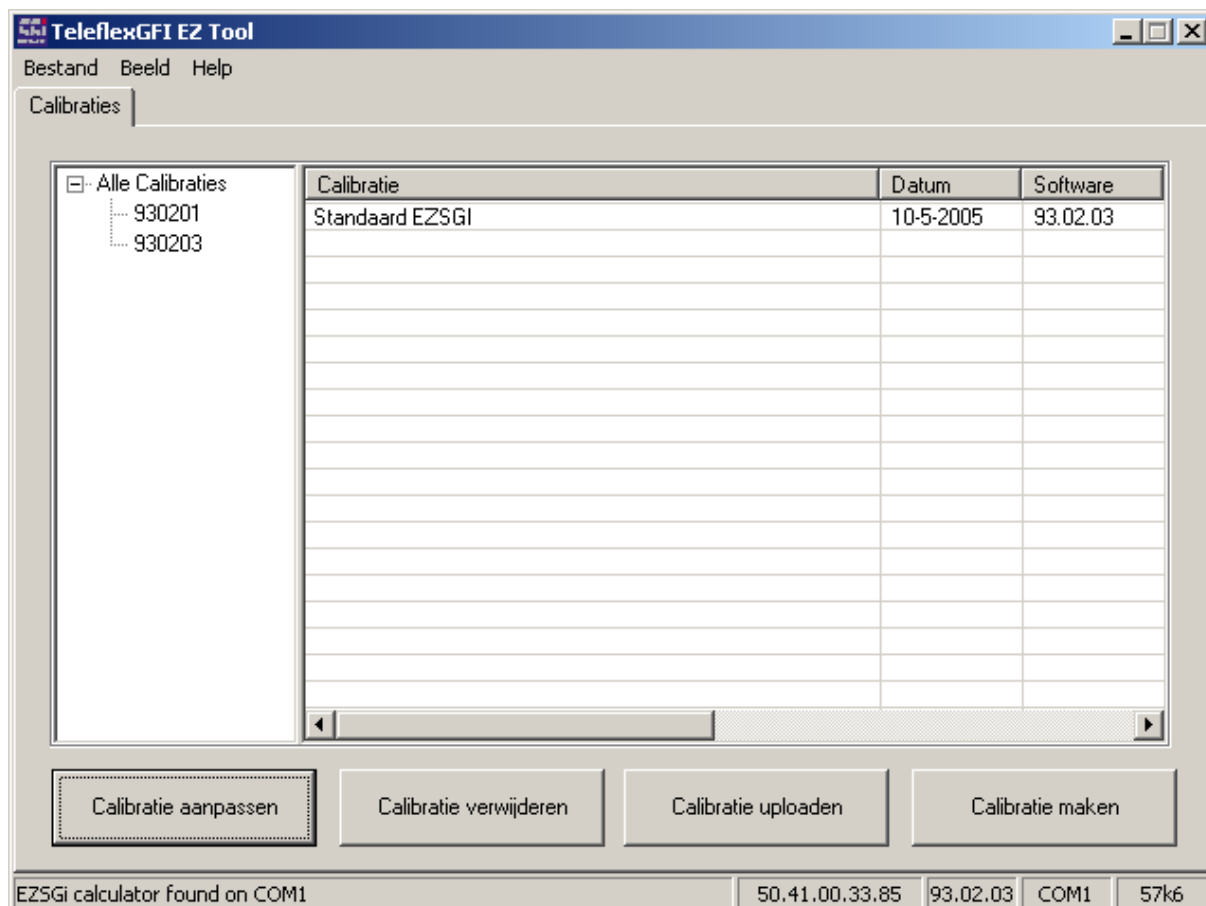 TeleflexGFI EZ Tool
Bestand Beeld Help
Calibraties
Alle Calibraties
930201
930203
Calibratie Datum Software
Standaard EZSGI 10-5-2005 93.02.03
Calibratie aanpassen Calibratie verwijderen Calibratie uploaden Calibratie maken
EZSGi calculator found on COM1 50.41.00.33.85 93.02.03 COM1 57k6